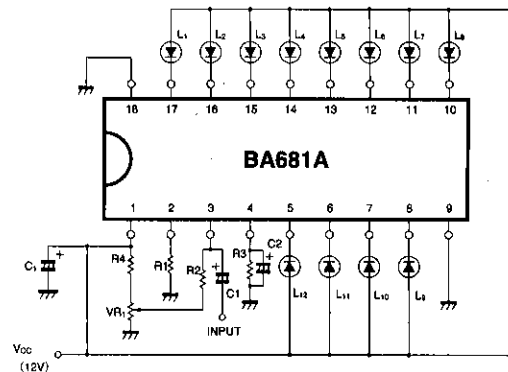 L1 L2 L3 L4 L5 L6 L7 L8
18 17 16 15 14 13 12 11 10
BA681A
1 2 3 4 5 6 7 8 9
C1 + R4 R1 R2 + C1 R3 + C2
L12 L11 L10 L9
VR1
INPUT
Vcc
(12V)